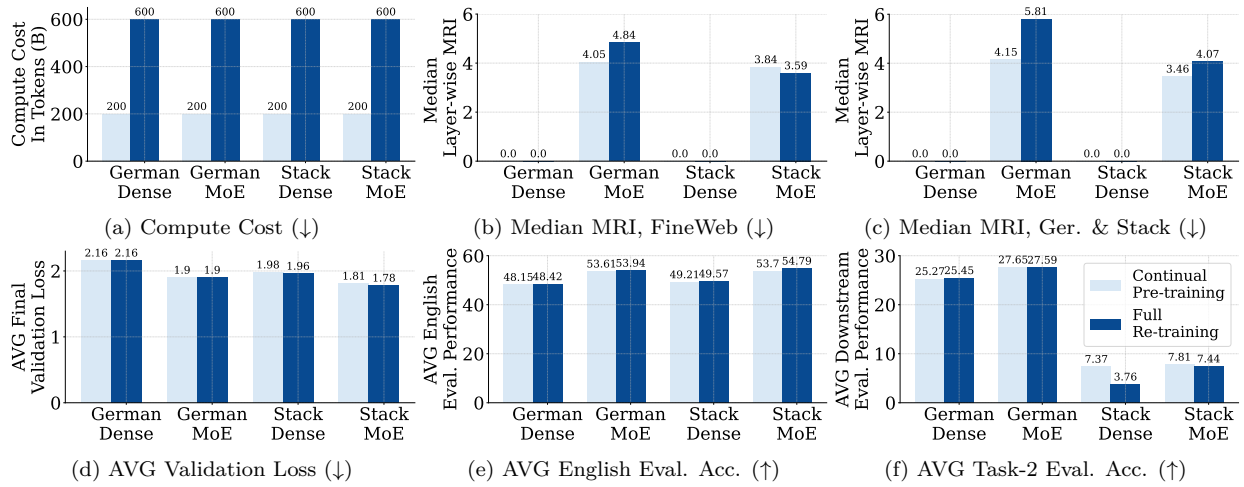 Compute Cost
In Tokens (B)
600
400
200
0
200
600
200
600
200
600
200
600
German
Dense
German
MoE
Stack
Dense
Stack
MoE
(a) Compute Cost (↓)
Median
Layer-wise MRI
6
4
2
0
0.0
0.0
4.05
4.84
0.0
0.0
3.84
3.59
German
Dense
German
MoE
Stack
Dense
Stack
MoE
(b) Median MRI, FineWeb (↓)
Median
Layer-wise MRI
6
4
2
0
0.0
0.0
4.15
5.81
0.0
0.0
3.46
4.07
German
Dense
German
MoE
Stack
Dense
Stack
MoE
(c) Median MRI, Ger. & Stack (↓)
AVG Final
Validation Loss
2
1
0
2.16
2.16
1.9
1.9
1.98
1.96
1.81
1.78
German
Dense
German
MoE
Stack
Dense
Stack
MoE
(d) AVG Validation Loss (↓)
AVG English
Eval. Performance
60
40
20
0
48.15
48.42
53.61
53.94
49.21
49.57
53.7
54.79
German
Dense
German
MoE
Stack
Dense
Stack
MoE
(e) AVG English Eval. Acc. (↑)
AVG Downstream
Eval. Performance
30
20
10
0
25.27
25.45
27.65
27.59
7.37
3.76
7.81
7.44
Continual
Pre-training
Full
Re-training
German
Dense
German
MoE
Stack
Dense
Stack
MoE
(f) AVG Task-2 Eval. Acc. (↑)